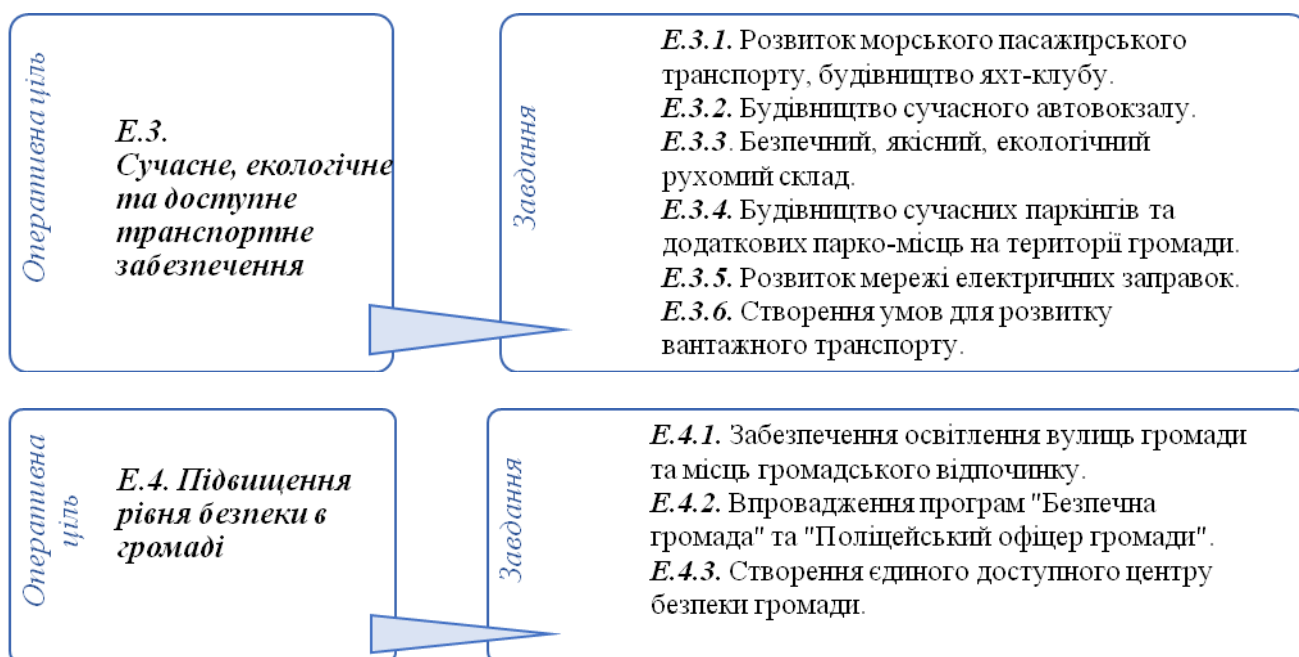 Оперативна ціль
Е.3.
Сучасне, екологічне
та доступне
транспортне
забезпечення
Завдання
Е.3.1. Розвиток морського пасажирського
транспорту, будівництво яхт-клубу.
Е.3.2. Будівництво сучасного автовокзалу.
Е.3.3. Безпечний, якісний, екологічний
рухомий склад.
Е.3.4. Будівництво сучасних паркінгів та
додаткових парко-місць на території громади.
Е.3.5. Розвиток мережі електричних заправок.
Е.3.6. Створення умов для розвитку
вантажного транспорту.
Оперативна
ціль
Е.4. Підвищення
рівня безпеки в
громаді
Завдання
Е.4.1. Забезпечення освітлення вулиць громади
та місць громадського відпочинку.
Е.4.2. Впровадження програм "Безпечна
громада" та "Поліцейський офіцер громади".
Е.4.3. Створення єдиного доступного центру
безпеки громади.